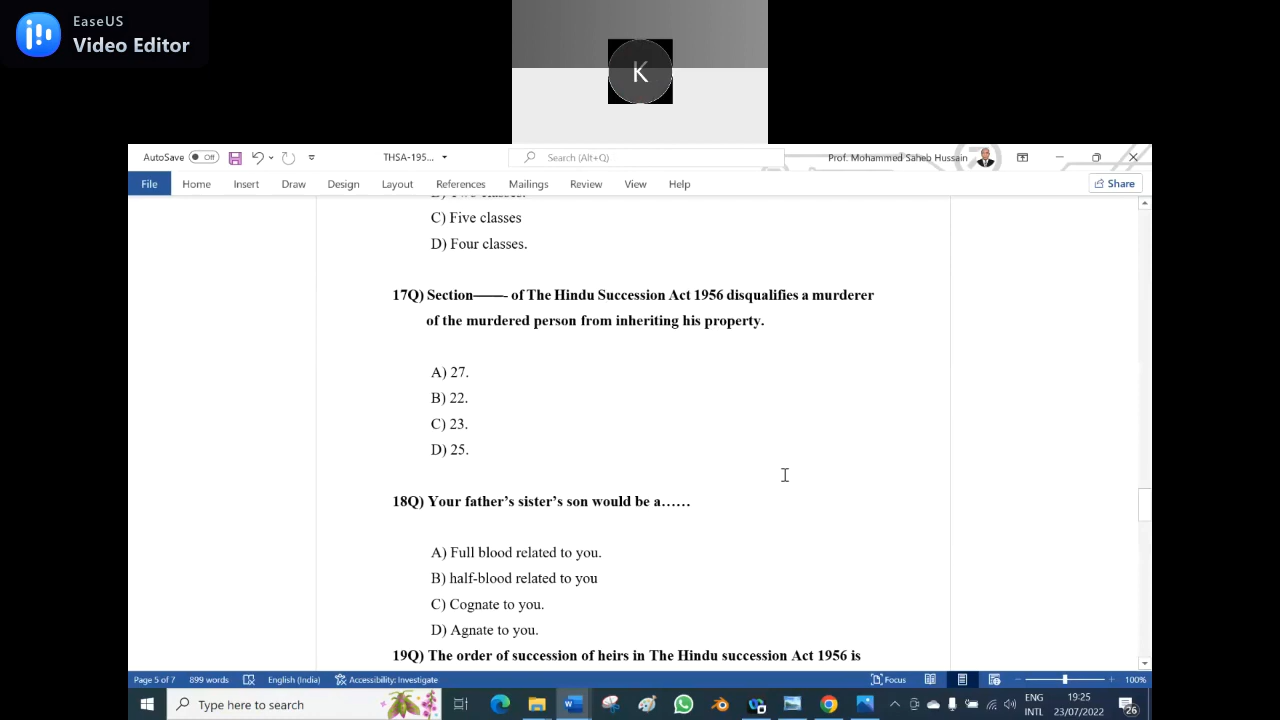 EaseUS
Video Editor
K
AutoSave Off THSA-195... Search (Alt+Q) Prof. Mohammed Saheb Hussain
File Home Insert Draw Design Layout References Mailings Review View Help Share
C) Five classes
D) Four classes.
17Q) Section——- of The Hindu Succession Act 1956 disqualifies a murderer
of the murdered person from inheriting his property.
A) 27.
B) 22.
C) 23.
D) 25.
18Q) Your father’s sister’s son would be a……
A) Full blood related to you.
B) half-blood related to you
C) Cognate to you.
D) Agnate to you.
19Q) The order of succession of heirs in The Hindu succession Act 1956 is
Page 5 of 7 899 words English (India) Accessibility: Investigate Focus 100%
Type here to search ENG 19:25
INTL 23/07/2022 26